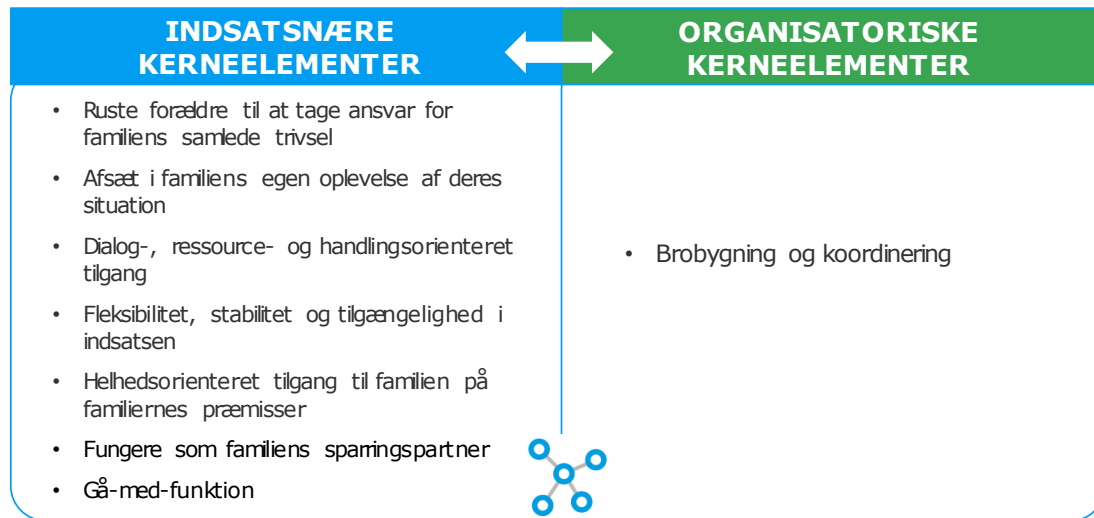 INDSATSNÆRE
KERNEELEMENTER
• Ruste forældre til at tage ansvar for
familiens samlede trivsel
• Afsæt i familiens egen oplevelse af deres
situation
• Dialog-, ressource- og handlingsorienteret
tilgang
• Fleksibilitet, stabilitet og tilgængelighed i
indsatsen
• Helhedsorienteret tilgang til familien på
familiernes præmisser
• Fungere som familiens sparringspartner
• Gå-med-funktion
ORGANISATORISKE
KERNEELEMENTER
• Brobygning og koordinering